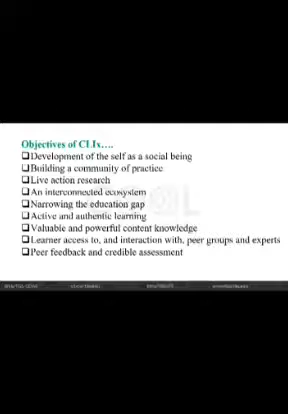 Objectives of CLIx….
❑Development of the self as a social being
❑Building a community of practice
❑Live action research
❑An interconnected ecosystem
❑Narrowing the education gap
❑Active and authentic learning
❑Valuable and powerful content knowledge
❑Learner access to, and interaction with, peer groups and experts
❑Peer feedback and credible assessment